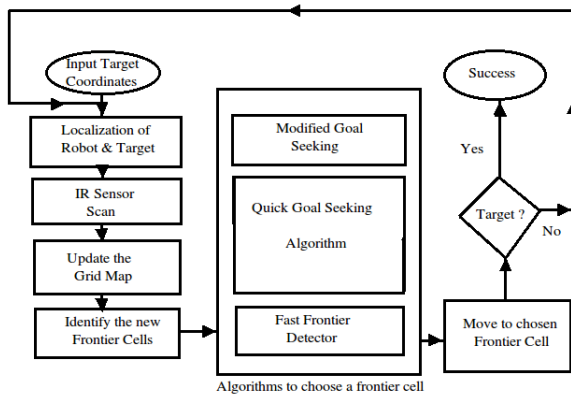 Input Target
Coordinates
Localization of
Robot & Target
IR Sensor
Scan
Update the
Grid Map
Identify the new
Frontier Cells
Modified Goal
Seeking
Quick Goal Seeking
Algorithm
Fast Frontier
Detector
Algorithms to choose a frontier cell
Success
Yes
Target ?
No
Move to chosen
Frontier Cell